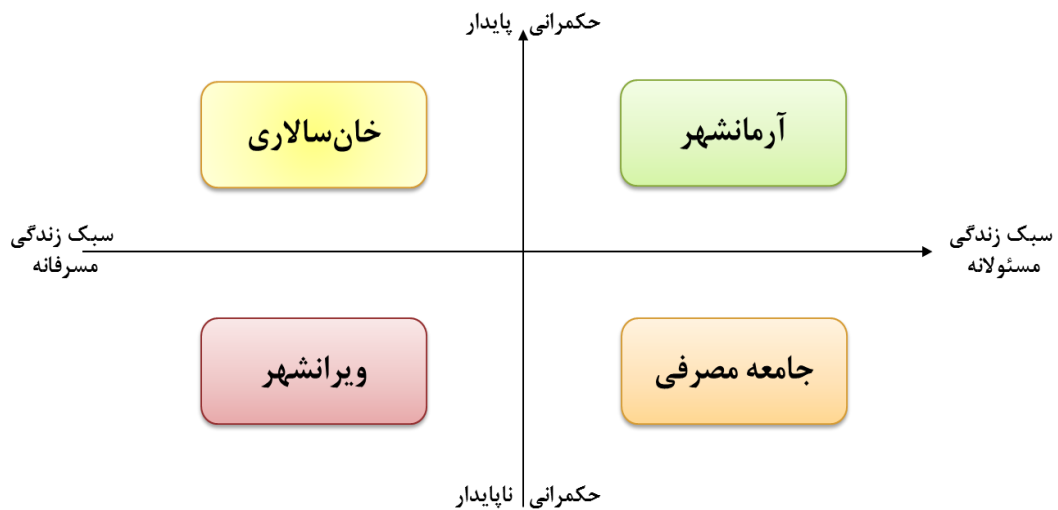 حکمرانی پایدار
آرمانشهر
خان‌سالاری
سبک زندگی
مسئولانه
سبک زندگی
مسرفانه
جامعه مصرفی
ویرانشهر
حکمرانی ناپایدار